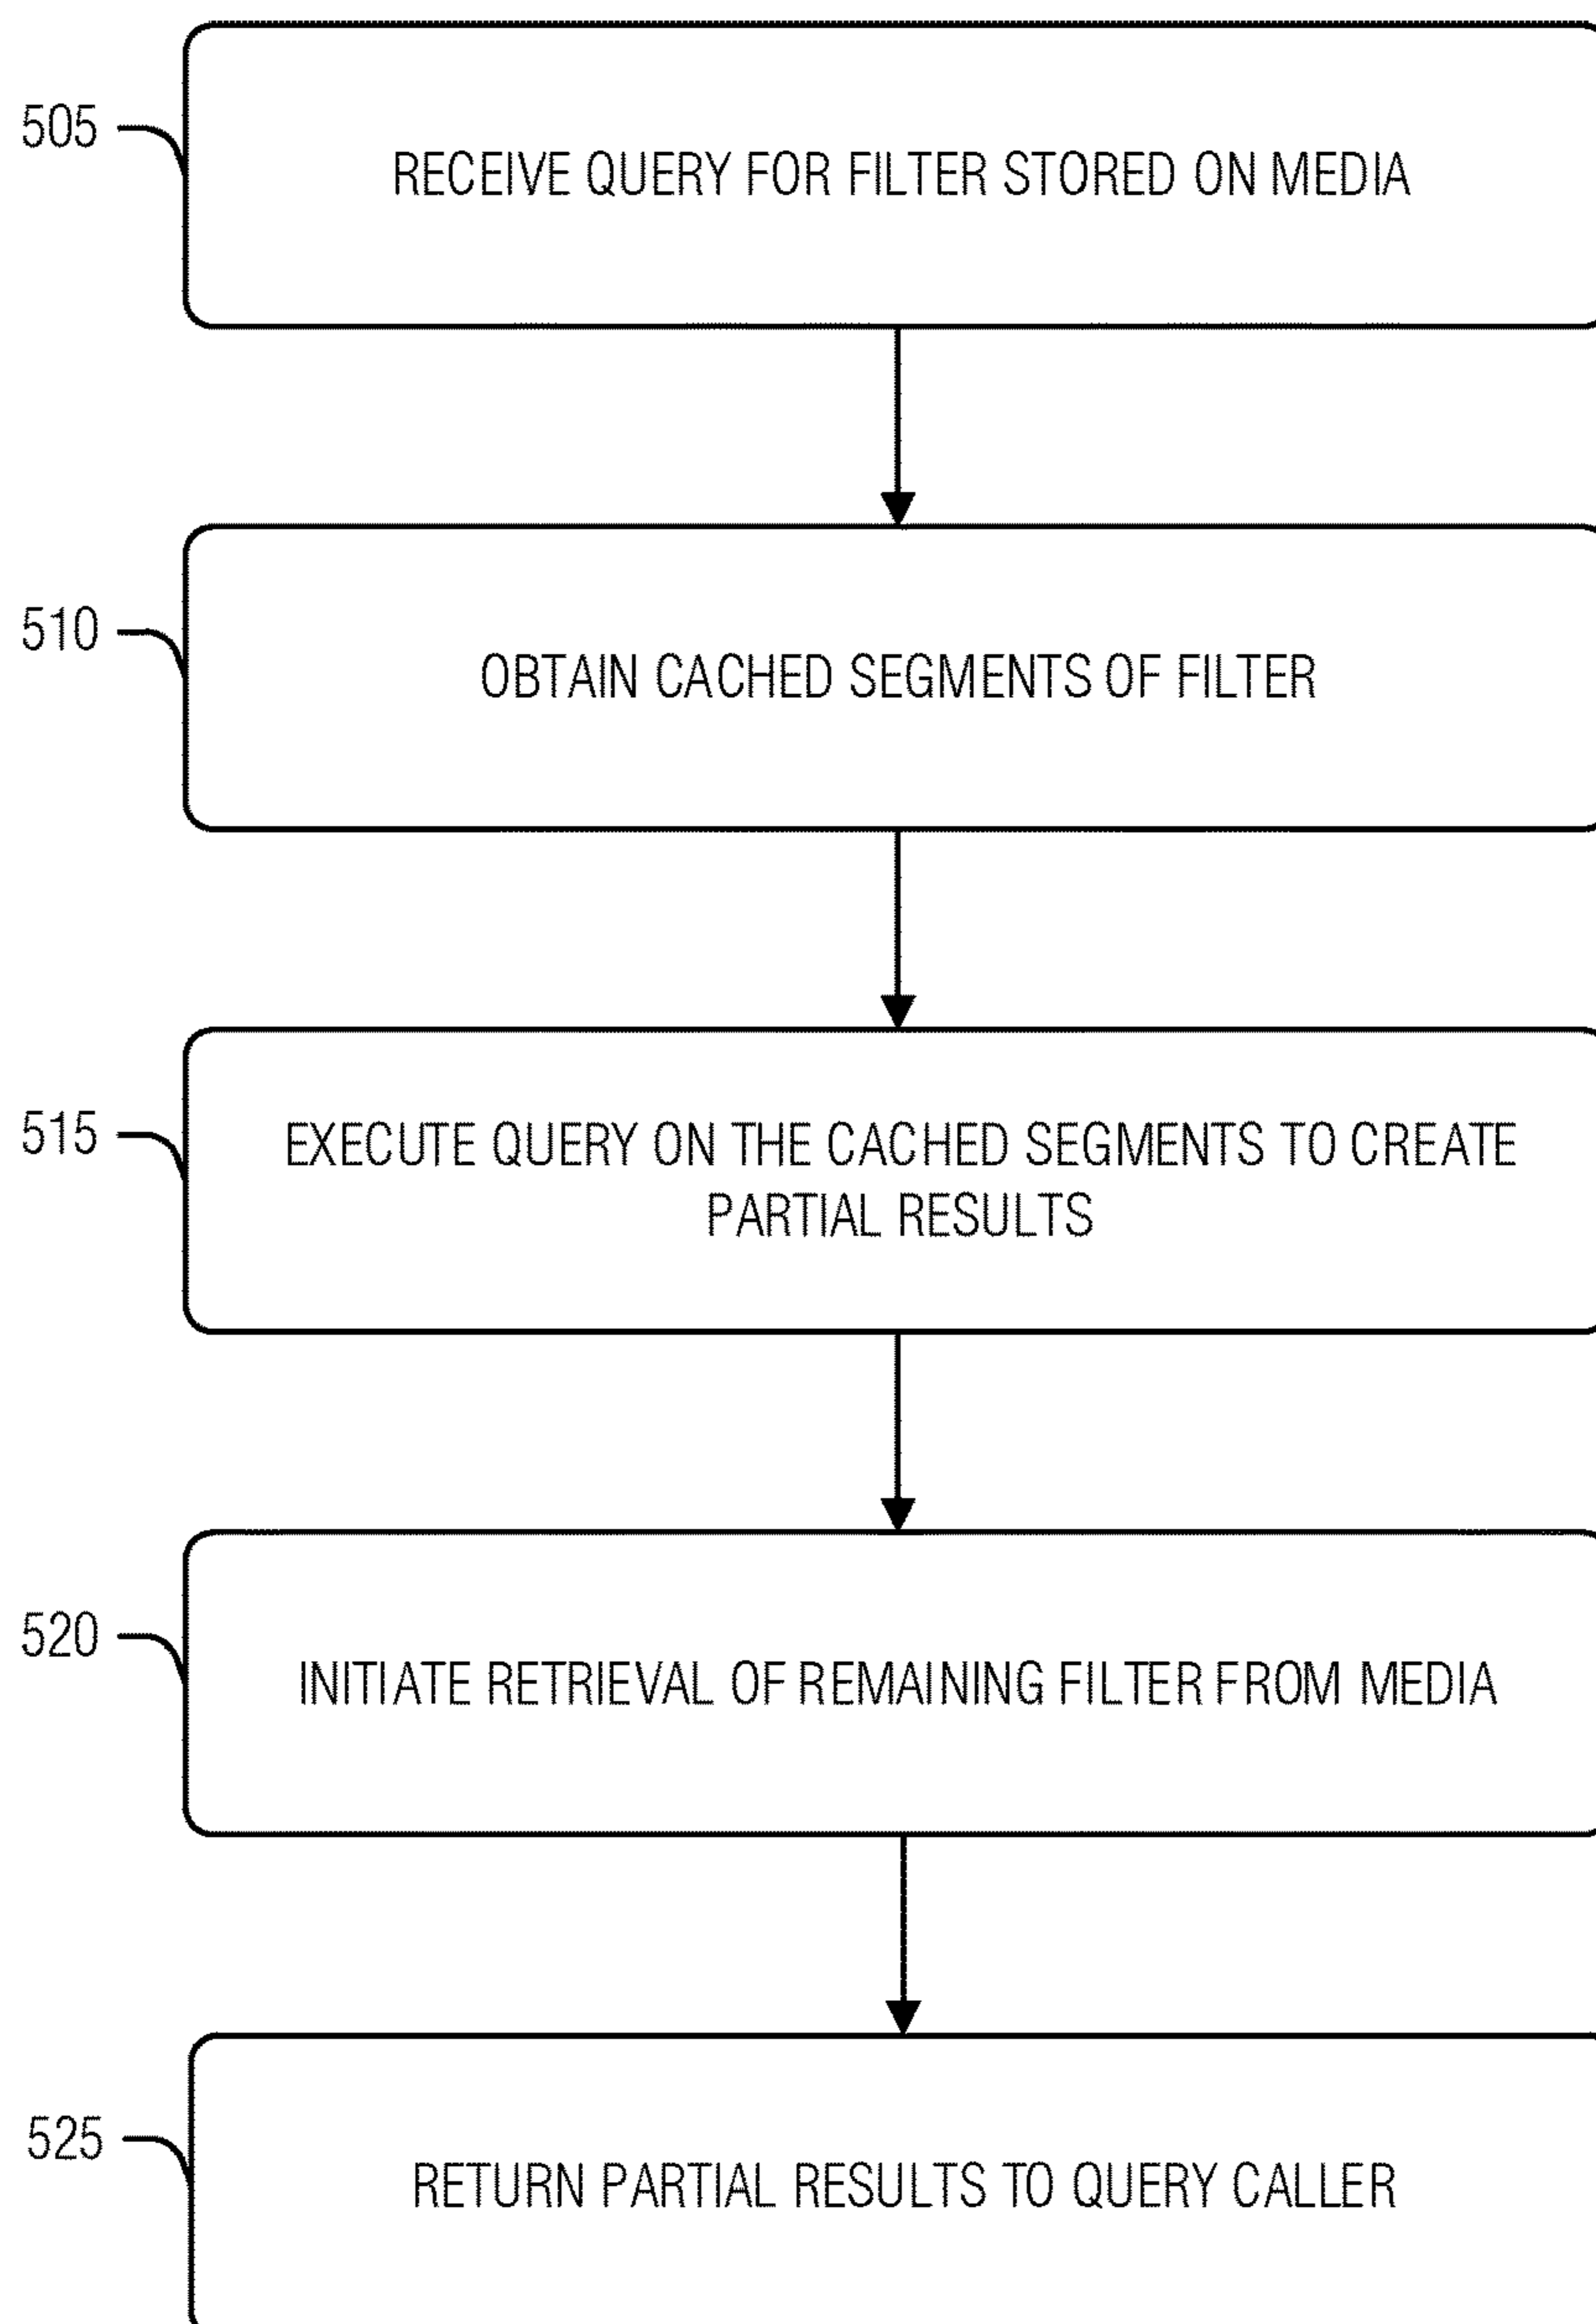 505
RECEIVE QUERY FOR FILTER STORED ON MEDIA
510
OBTAIN CACHED SEGMENTS OF FILTER
515
EXECUTE QUERY ON THE CACHED SEGMENTS TO CREATE
PARTIAL RESULTS
520
INITIATE RETRIEVAL OF REMAINING FILTER FROM MEDIA
525
RETURN PARTIAL RESULTS TO QUERY CALLER